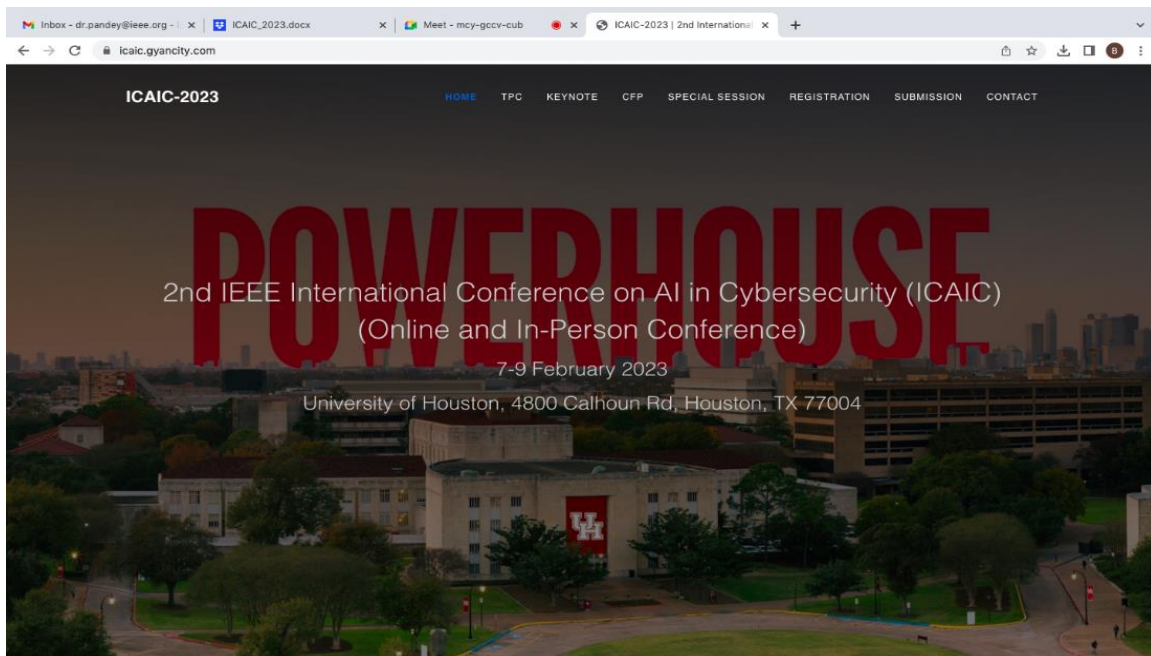 Inbox - dr.pandey@ieee.org -
ICAIC_2023.docx
Meet - mcy-gccv-cub
ICAIC-2023 | 2nd International
icaic.gyancity.com
B
ICAIC-2023
HOME TPC KEYNOTE CFP SPECIAL SESSION REGISTRATION SUBMISSION CONTACT
POWERHOUSE
2nd IEEE International Conference on AI in Cybersecurity (ICAIC)
(Online and In-Person Conference)
7-9 February 2023
University of Houston, 4800 Calhoun Rd, Houston, TX 77004
UH